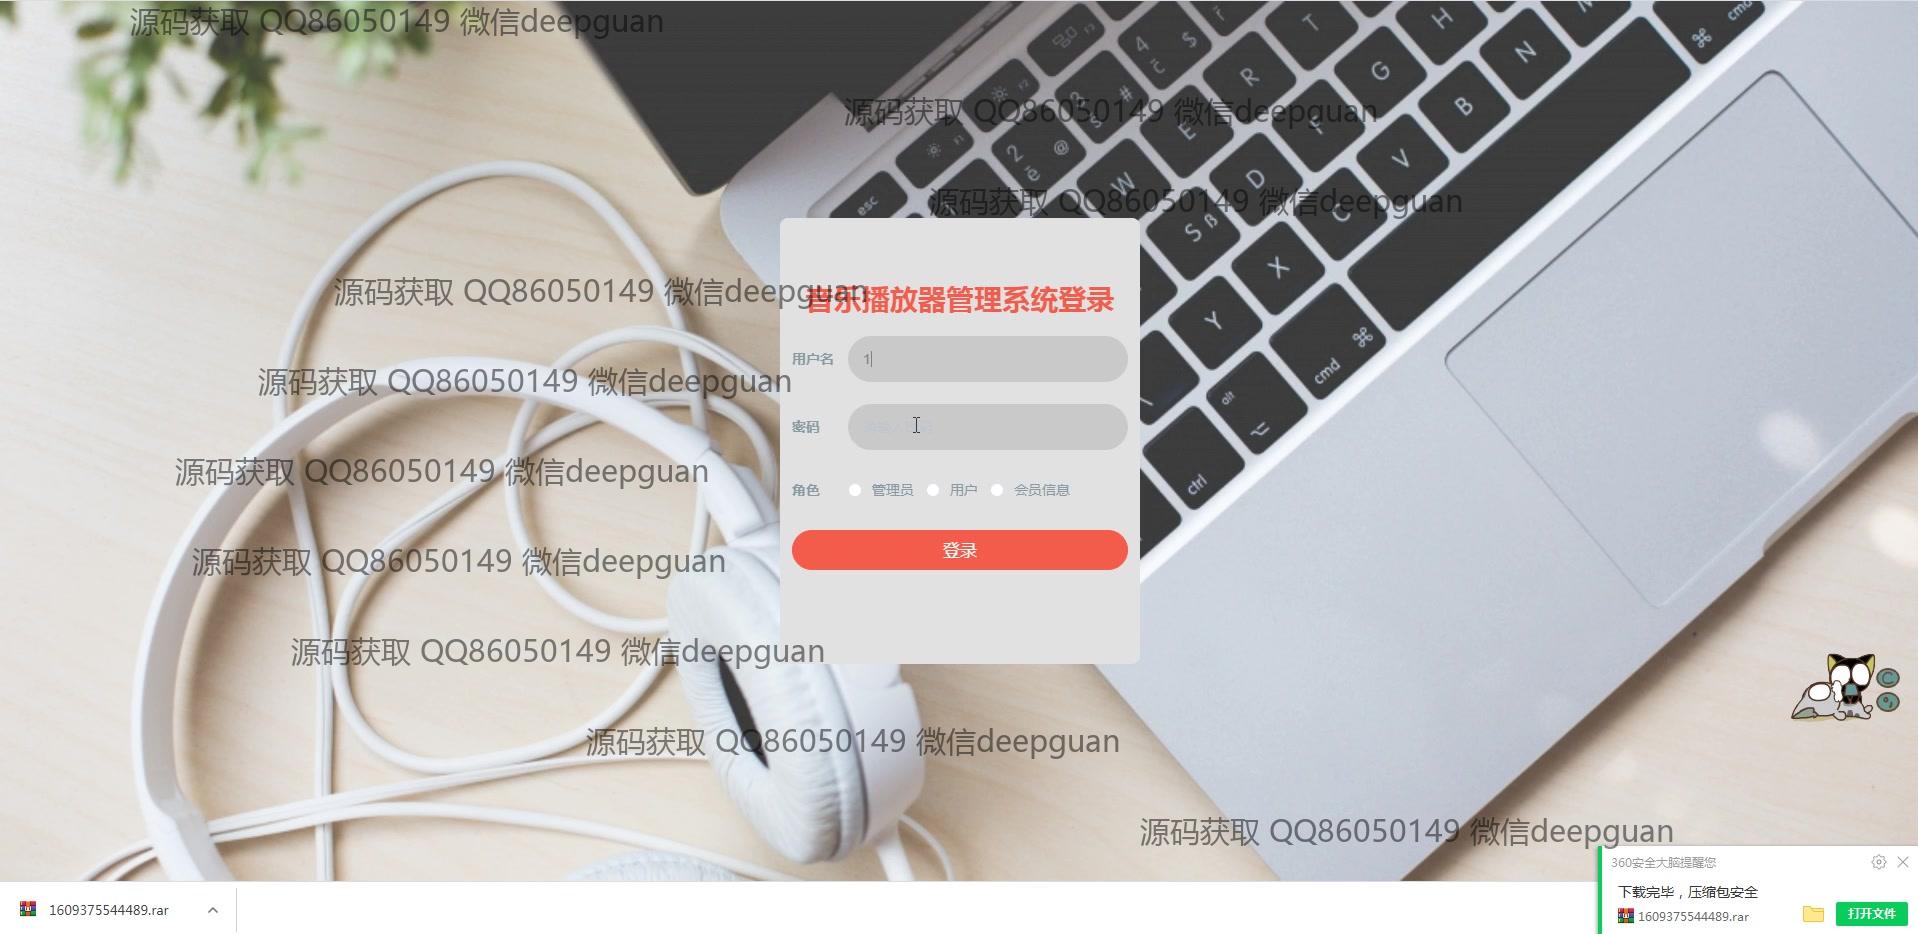 源码获取 QQ86050149 微信deepguan
源码获取 QQ86050149 微信deepguan
源码获取 QQ86050149 微信deepguan
源码获取 QQ86050149 微信deepguan
音乐播放器管理系统登录
用户名 1
源码获取 QQ86050149 微信deepguan
密码
源码获取 QQ86050149 微信deepguan
角色 管理员 用户 会员信息
登录
源码获取 QQ86050149 微信deepguan
源码获取 QQ86050149 微信deepguan
源码获取 QQ86050149 微信deepguan
源码获取 QQ86050149 微信deepguan
360安全大脑提醒您
下载完毕，压缩包安全
1609375544489.rar
打开文件
1609375544489.rar
esc
W
E
R
T
S ß
D
F
G
H
Y
X
C
V
B
N
cmd
alt
ctrl
cmd